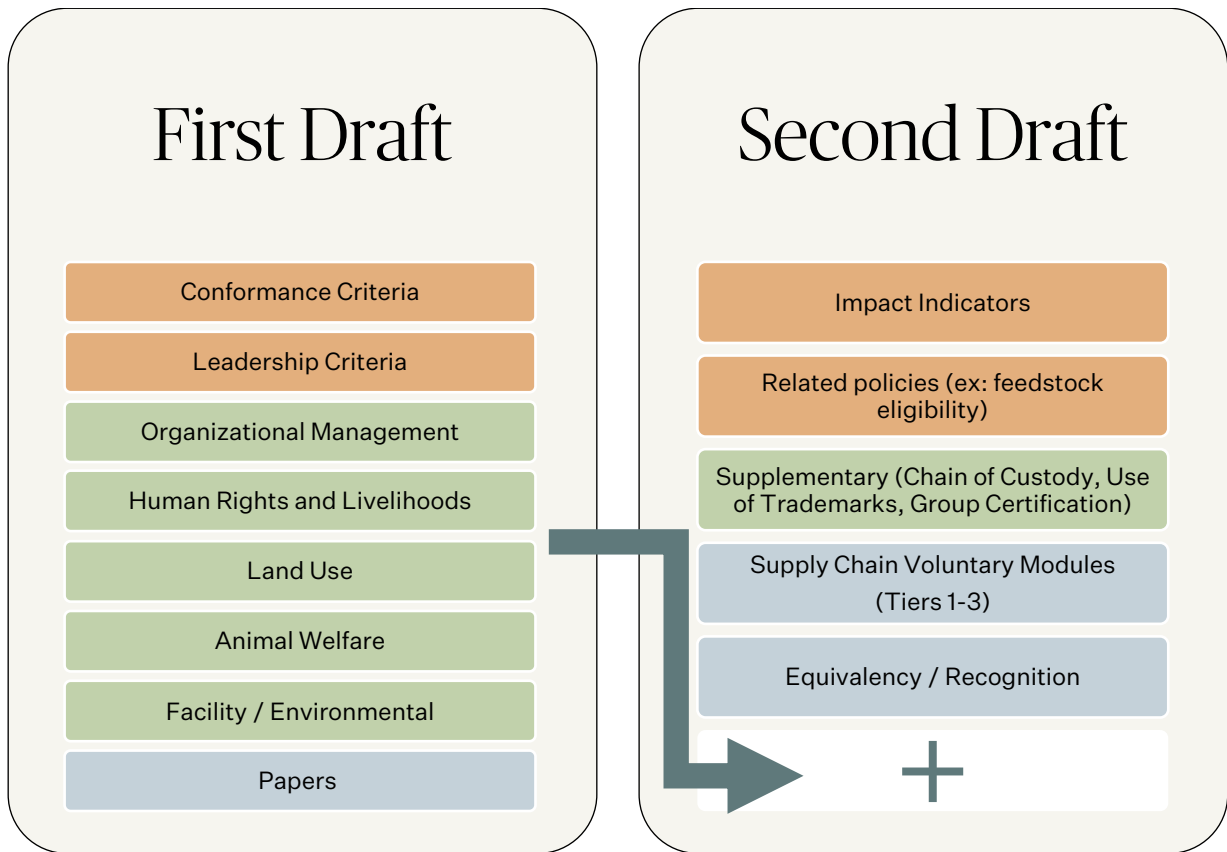 First Draft
Conformance Criteria
Leadership Criteria
Organizational Management
Human Rights and Livelihoods
Land Use
Animal Welfare
Facility / Environmental
Papers
Second Draft
Impact Indicators
Related policies (ex: feedstock
eligibility)
Supplementary (Chain of Custody, Use
of Trademarks, Group Certification)
Supply Chain Voluntary Modules
(Tiers 1-3)
Equivalency / Recognition
+